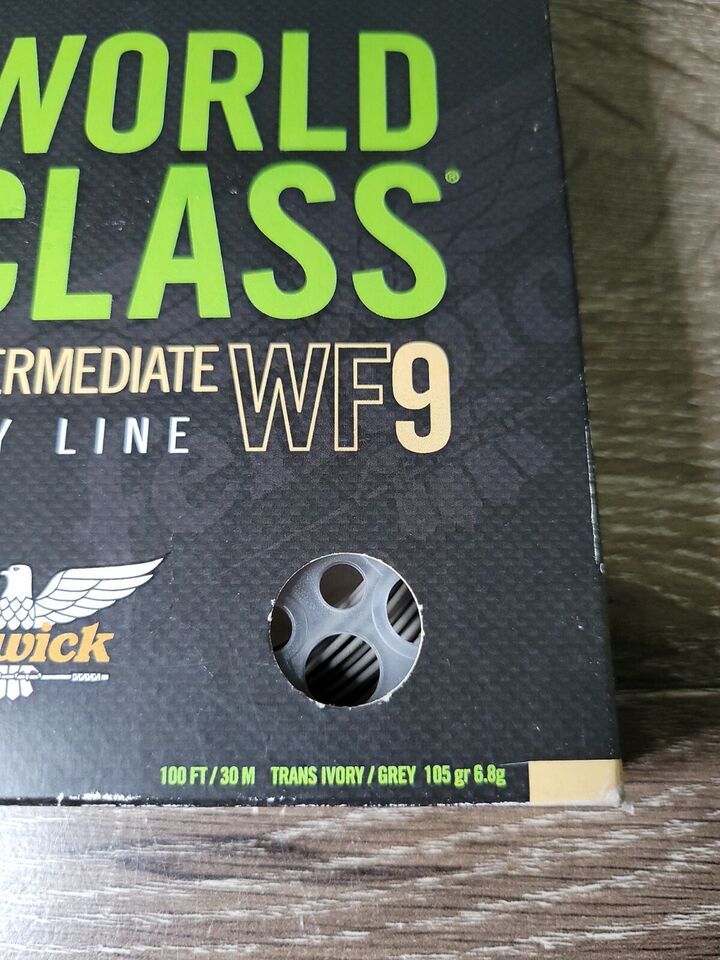 WORLD
CLASS®
ERMEDIATE WF9
Y LINE
wick
100 FT / 30 M TRANS IVORY / GREY 105 gr 6.8g